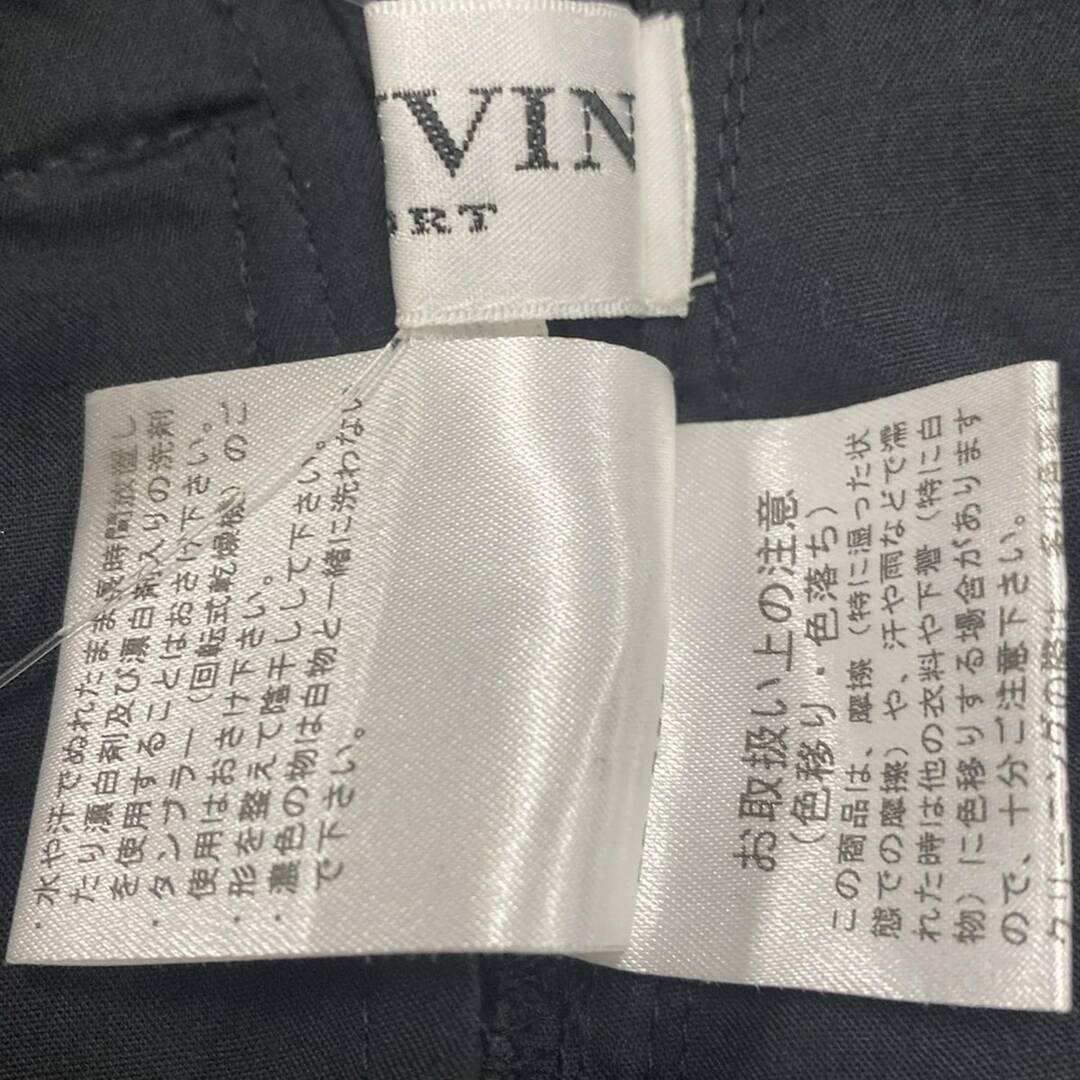 VIN
ORT
・水や汗でぬれたまま長時間放置し
たり漂白剤及び漂白剤入りの洗剤
を使用することはおさけ下さい。
・タンブラー（回転式乾燥機）のご
使用はおさけ下さい。
・形を整えて陰干しして下さい。
・濃色の物は白物と一緒に洗わない
で下さい。
お取扱い上の注意
（色移り．色落ち）
この商品は、摩擦（特に湿った状
態での摩擦）や、汗や雨などで濡
れた時は他の衣料や下着（特に白
物）に色移りする場合があります
ので、十分ご注意下さい。